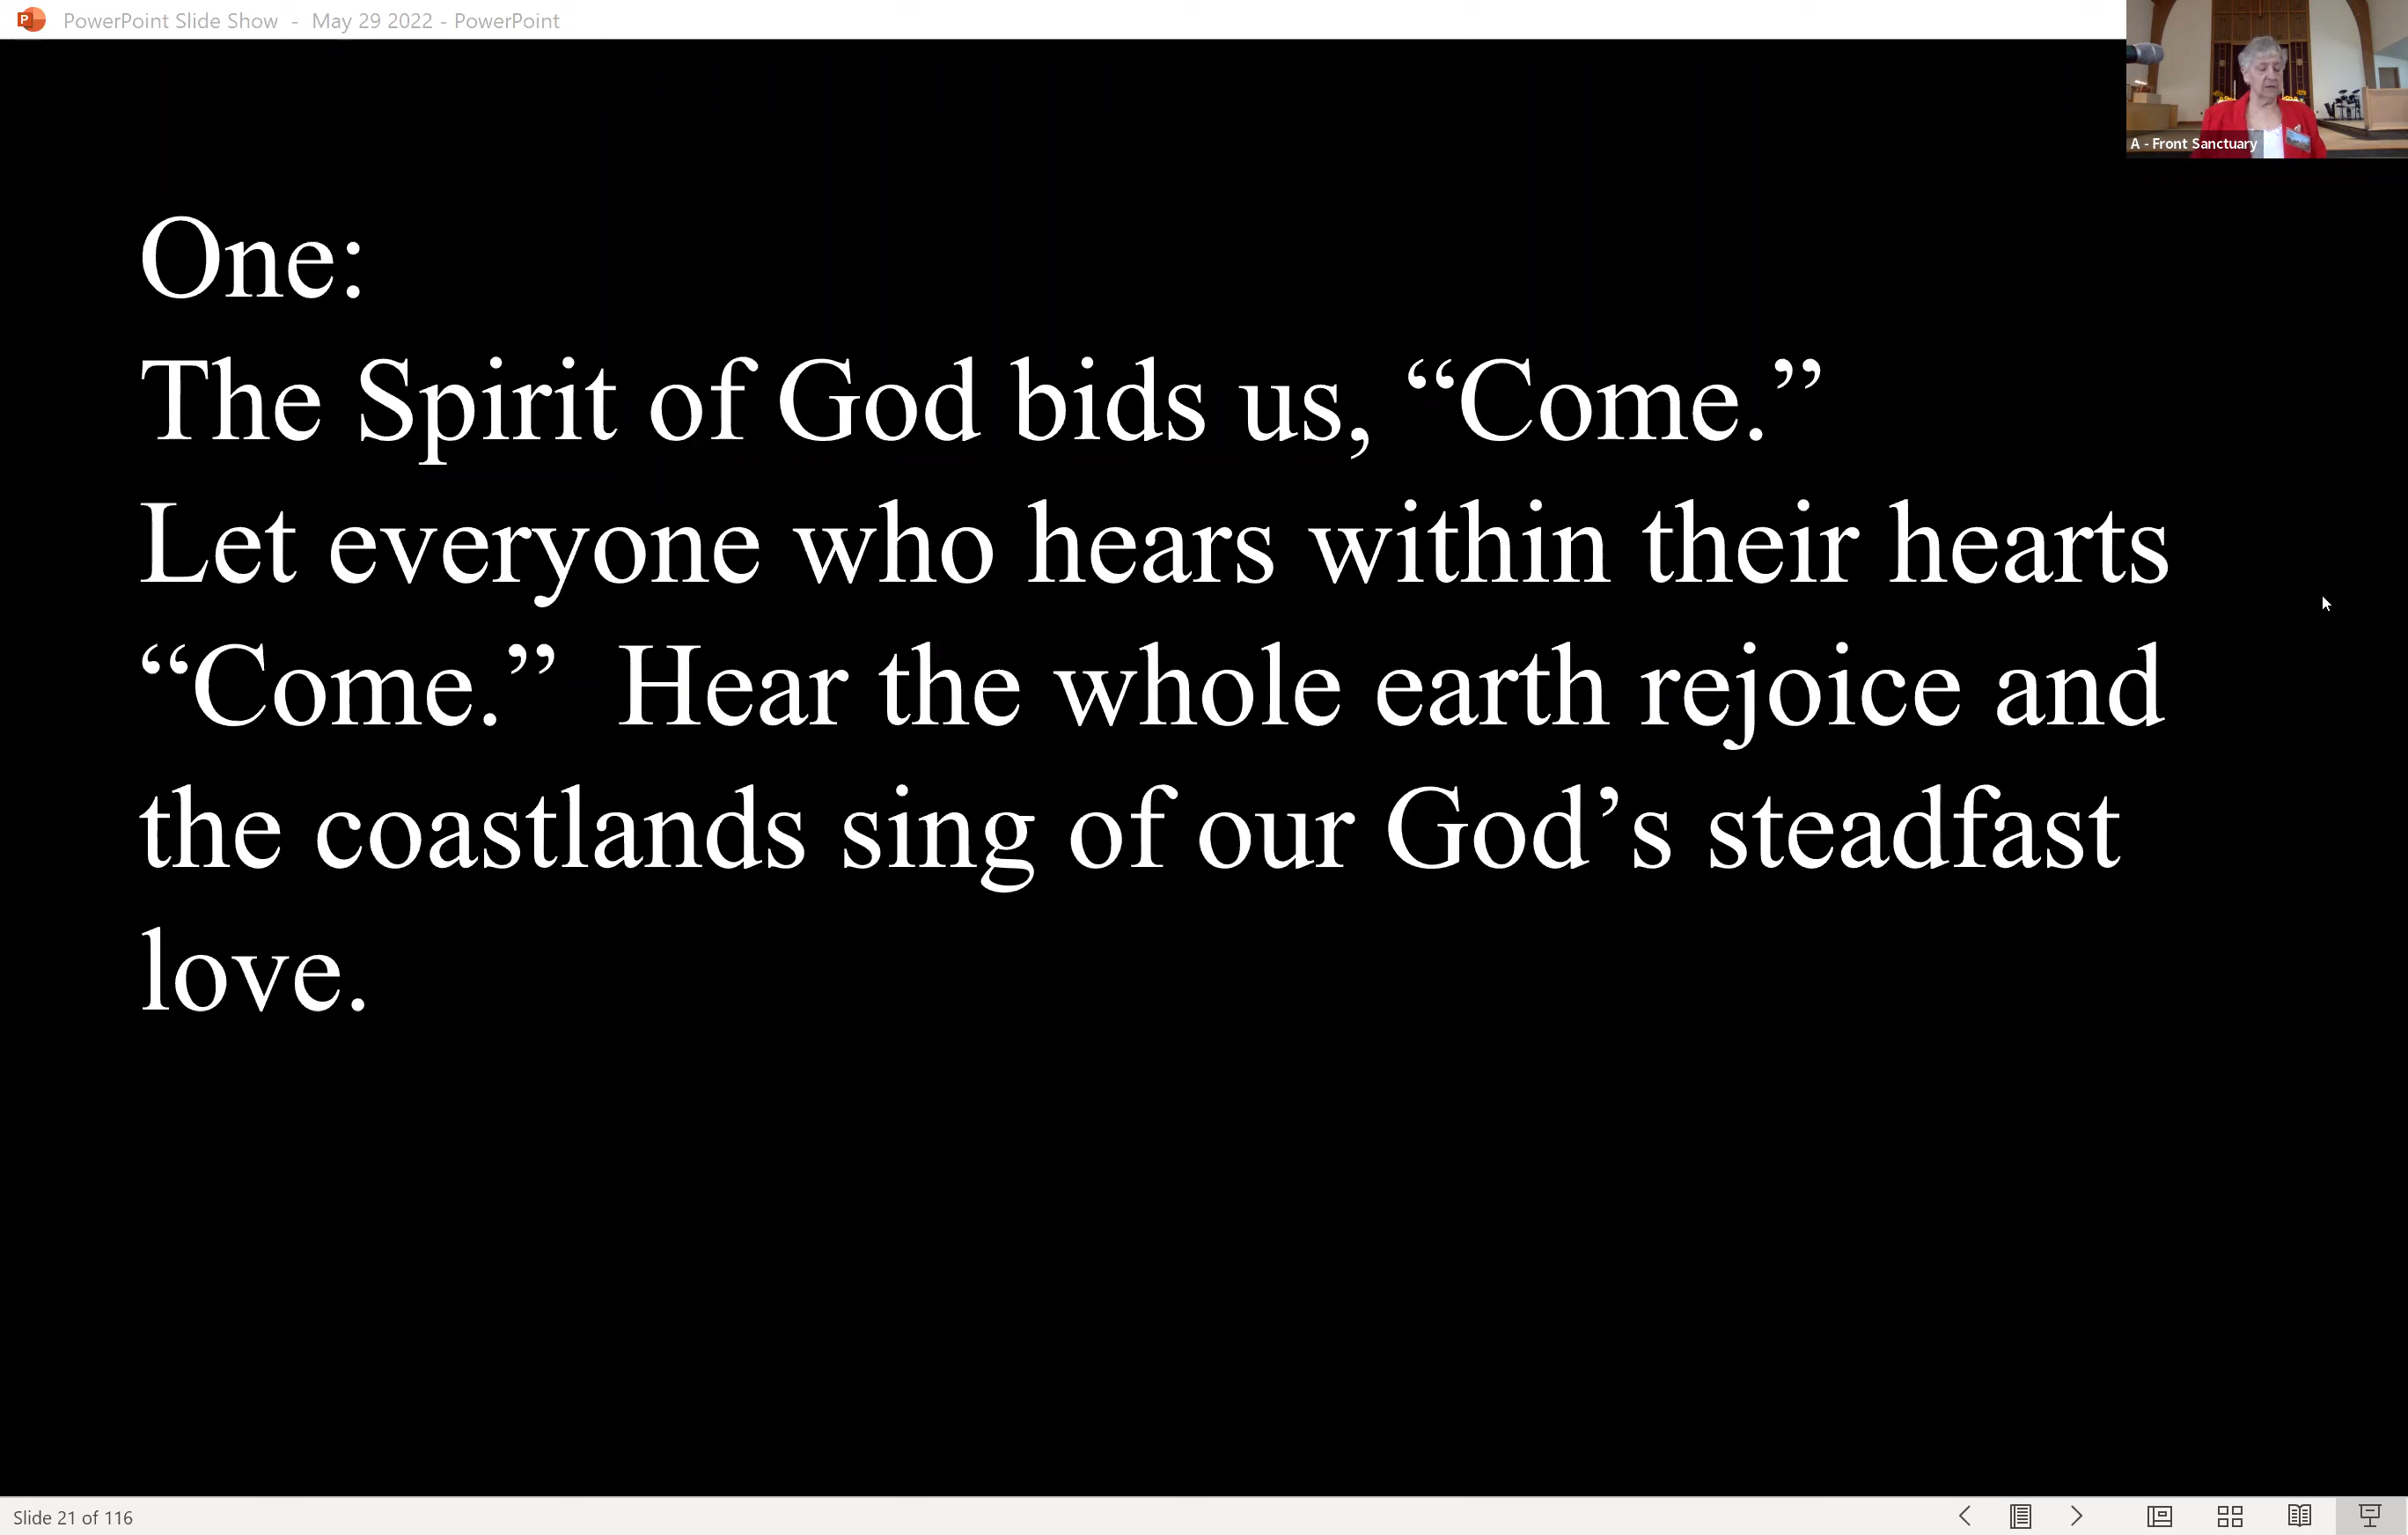 PowerPoint Slide Show - May 29 2022 - PowerPoint
A - Front Sanctuary
One:
The Spirit of God bids us, “Come.”
Let everyone who hears within their hearts
“Come.”  Hear the whole earth rejoice and
the coastlands sing of our God’s steadfast
love.
Slide 21 of 116